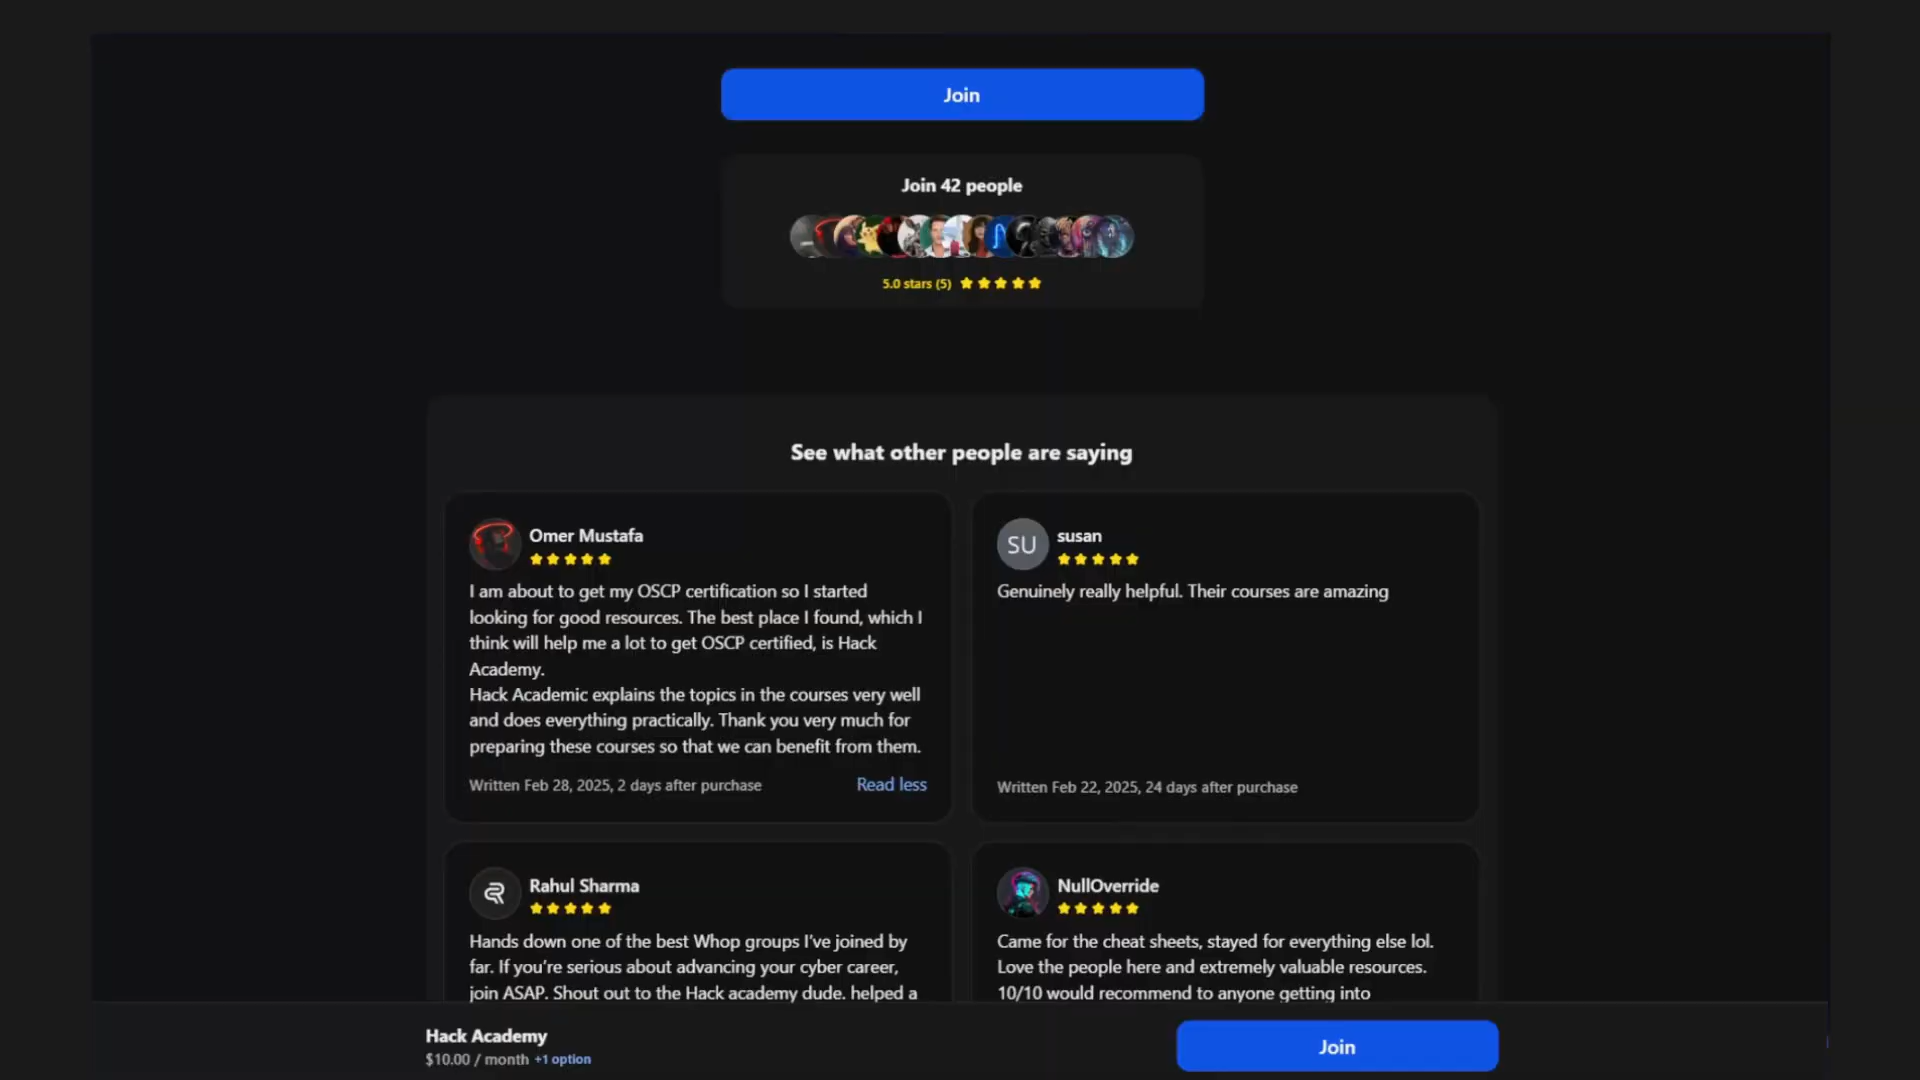 Join
Join 42 people
5.0 stars (5)
See what other people are saying
Omer Mustafa
I am about to get my OSCP certification so I started
looking for good resources. The best place I found, which I
think will help me a lot to get OSCP certified, is Hack
Academy.
Hack Academic explains the topics in the courses very well
and does everything practically. Thank you very much for
preparing these courses so that we can benefit from them.
Written Feb 28, 2025, 2 days after purchase
Read less
SU
susan
Genuinely really helpful. Their courses are amazing
Written Feb 22, 2025, 24 days after purchase
Rahul Sharma
Hands down one of the best Whop groups I've joined by
far. If you're serious about advancing your cyber career,
join ASAP. Shout out to the Hack academy dude, helped a
NullOverride
Came for the cheat sheets, stayed for everything else lol.
Love the people here and extremely valuable resources.
10/10 would recommend to anyone getting into
Hack Academy
$10.00 / month +1 option
Join